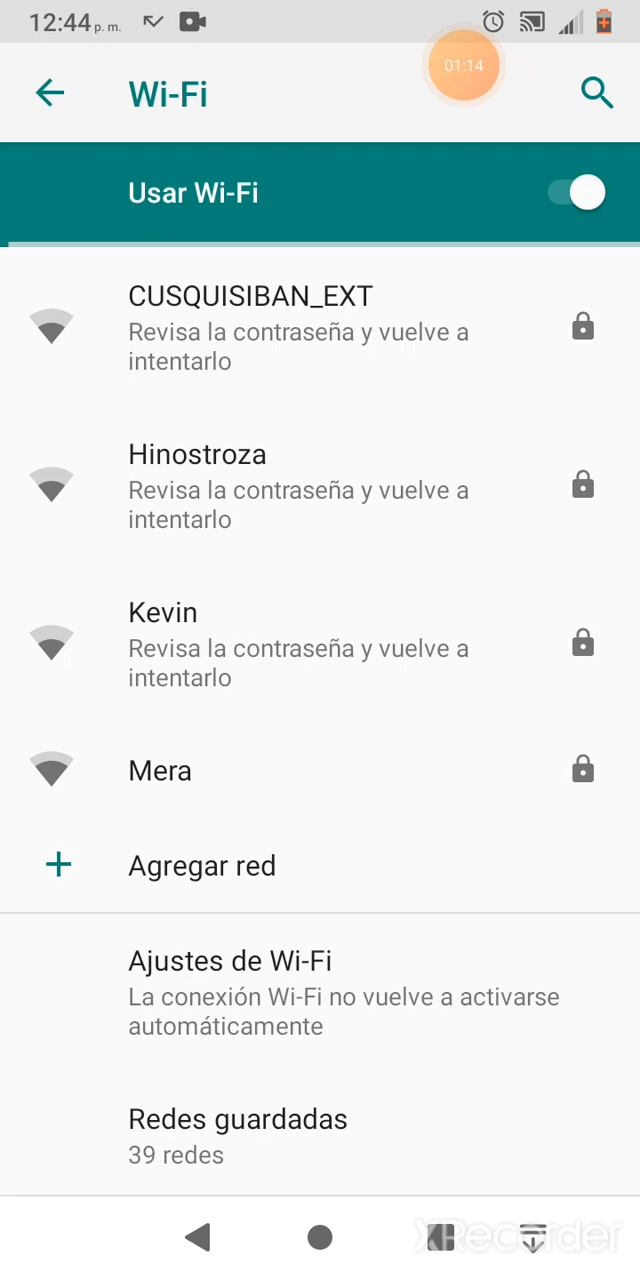 12:44 p. m.
01:14
Wi-Fi
Usar Wi-Fi
CUSQUISIBAN_EXT
Revisa la contraseña y vuelve a
intentarlo
Hinostroza
Revisa la contraseña y vuelve a
intentarlo
Kevin
Revisa la contraseña y vuelve a
intentarlo
Mera
Agregar red
Ajustes de Wi-Fi
La conexión Wi-Fi no vuelve a activarse
automáticamente
Redes guardadas
39 redes
XRecorder